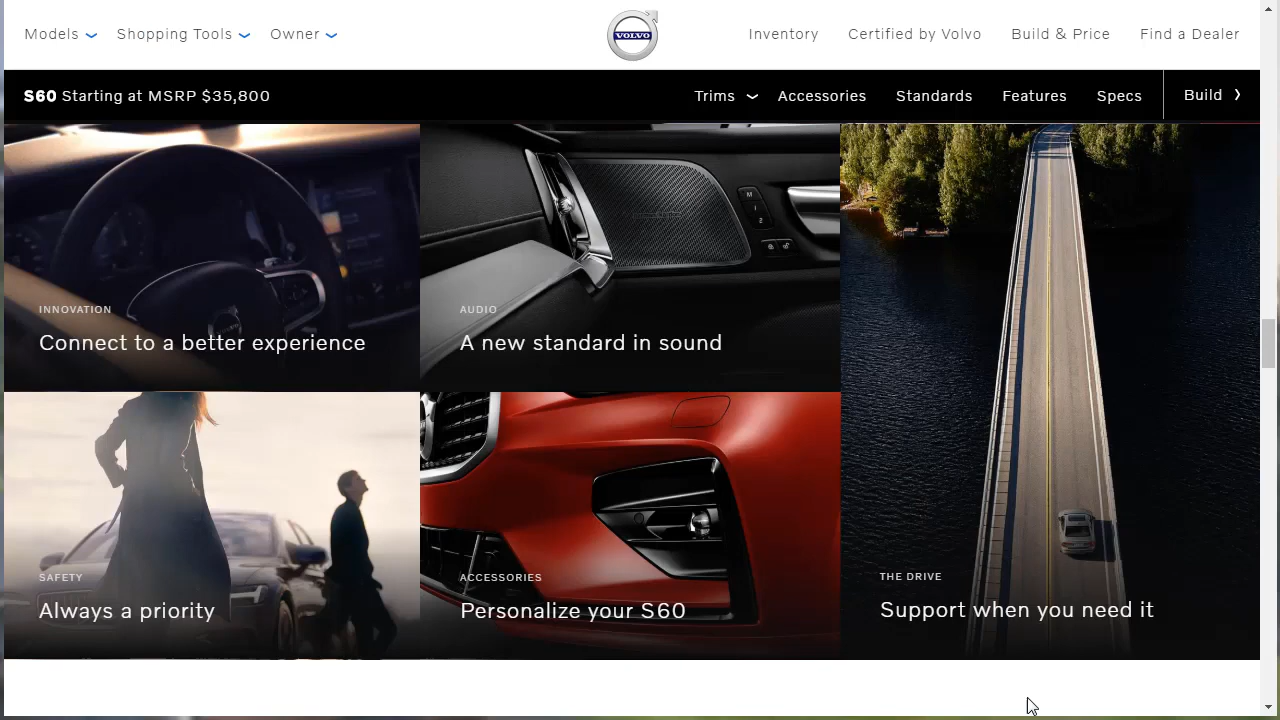 Models
Shopping Tools
Owner
VOLVO
Inventory
Certified by Volvo
Build & Price
Find a Dealer
S60 Starting at MSRP $35,800
Trims
Accessories
Standards
Features
Specs
Build
M
1
2
INNOVATION
Connect to a better experience
AUDIO
A new standard in sound
SAFETY
Always a priority
ACCESSORIES
Personalize your S60
THE DRIVE
Support when you need it